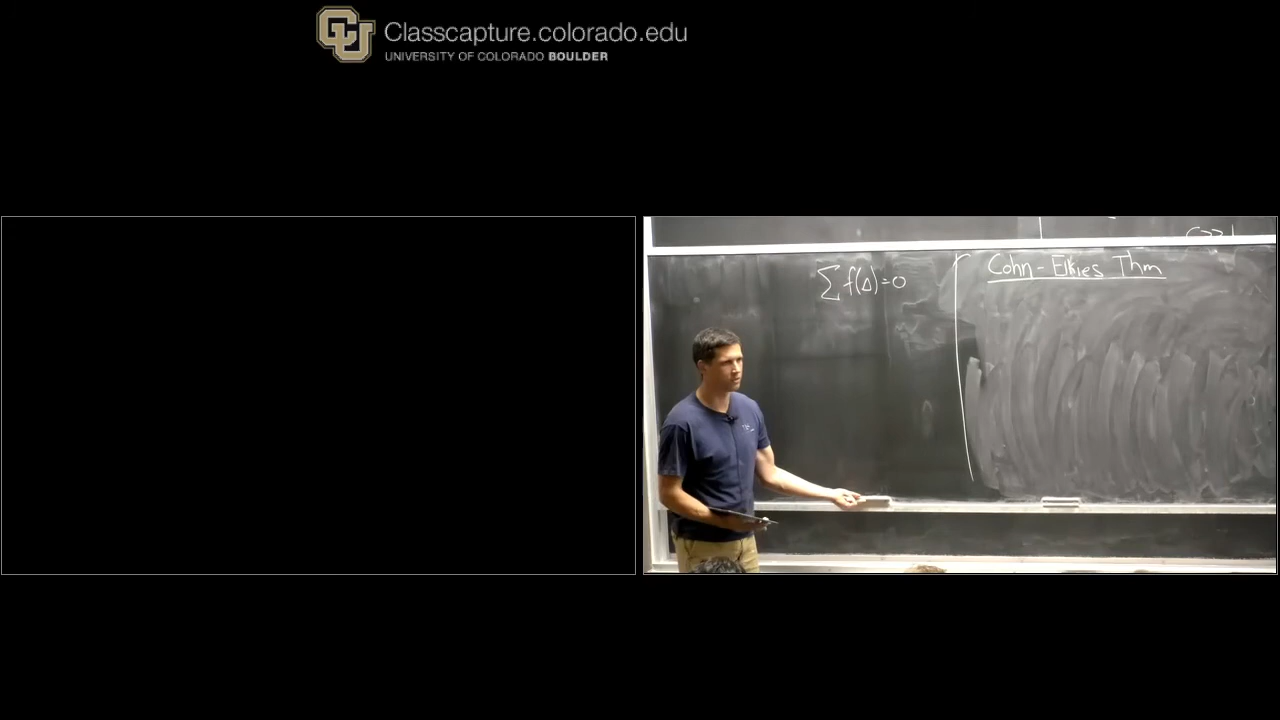 Classcapture.colorado.edu
UNIVERSITY OF COLORADO BOULDER
∑ f(Δ)=0
Cohn-Elkies Thm